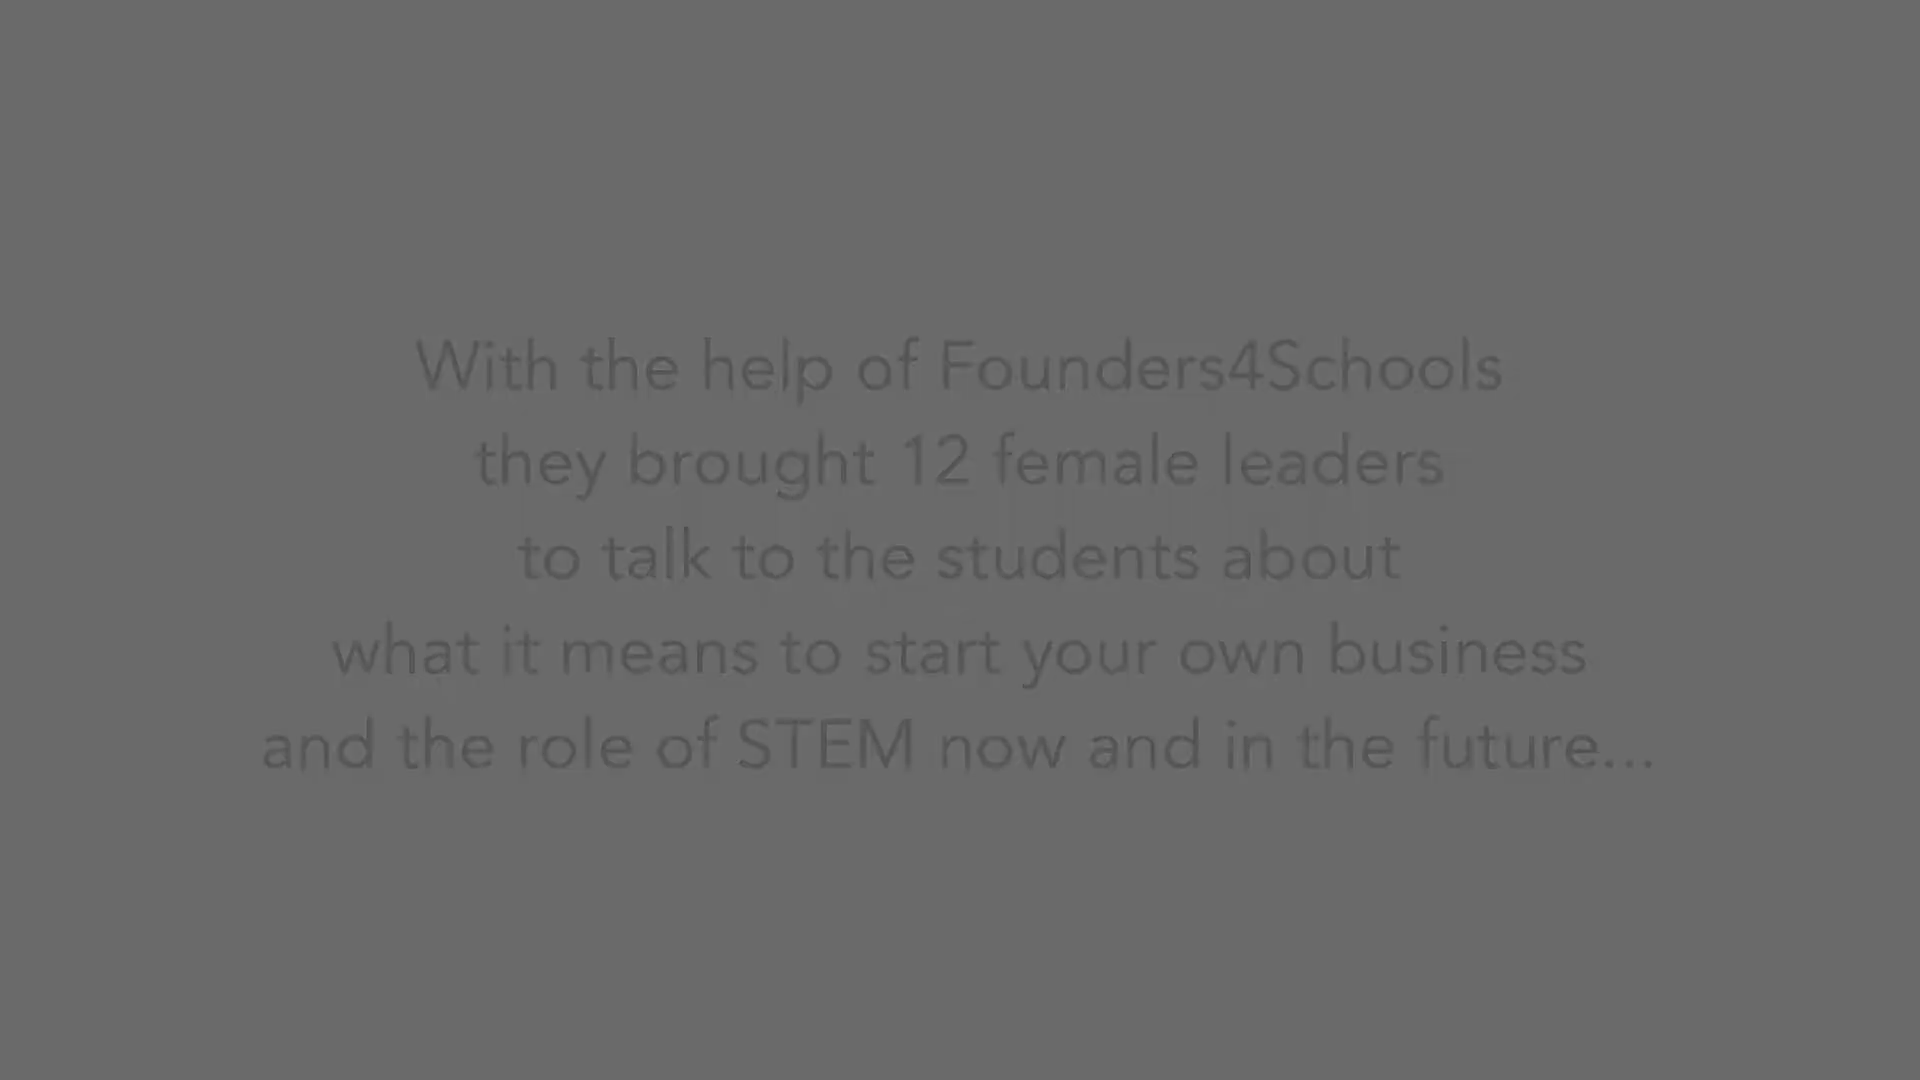 With the help of Founders4Schools
they brought 12 female leaders
to talk to the students about
what it means to start your own business
and the role of STEM now and in the future...